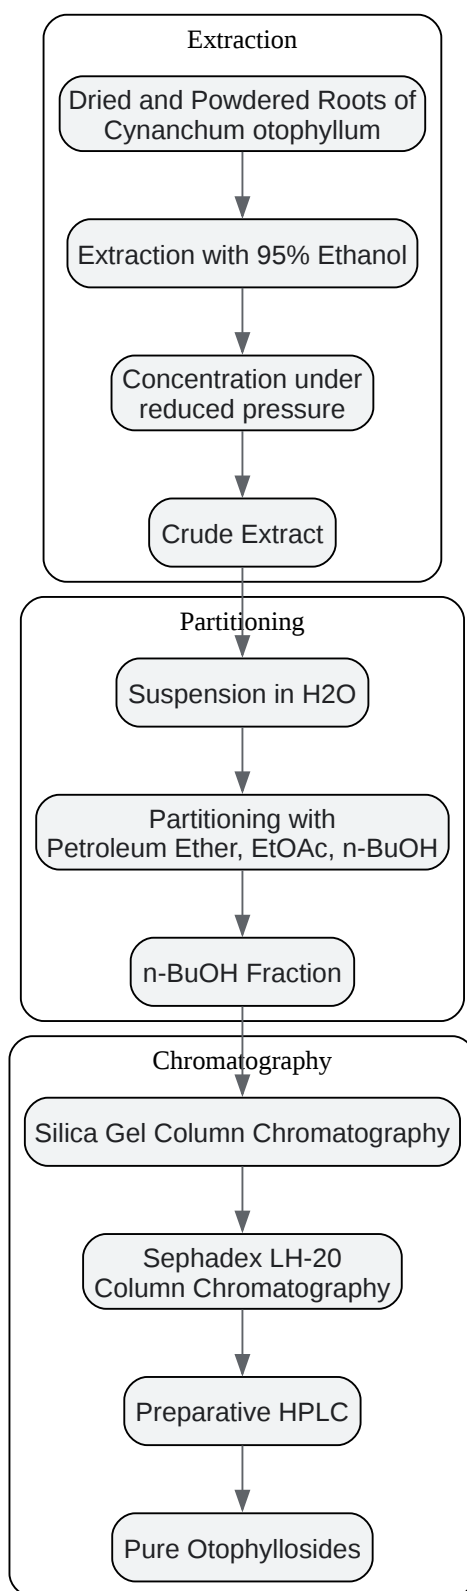 Extraction
Dried and Powdered Roots of
Cynanchum otophyllum
Extraction with 95% Ethanol
Concentration under
reduced pressure
Crude Extract
Partitioning
Suspension in H2O
Partitioning with
Petroleum Ether, EtOAc, n-BuOH
n-BuOH Fraction
Chromatography
Silica Gel Column Chromatography
Sephadex LH-20
Column Chromatography
Preparative HPLC
Pure Otophyllosides